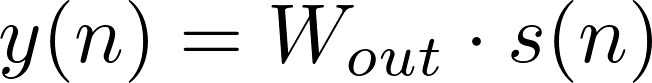 y(n) = W_{out} · s(n)